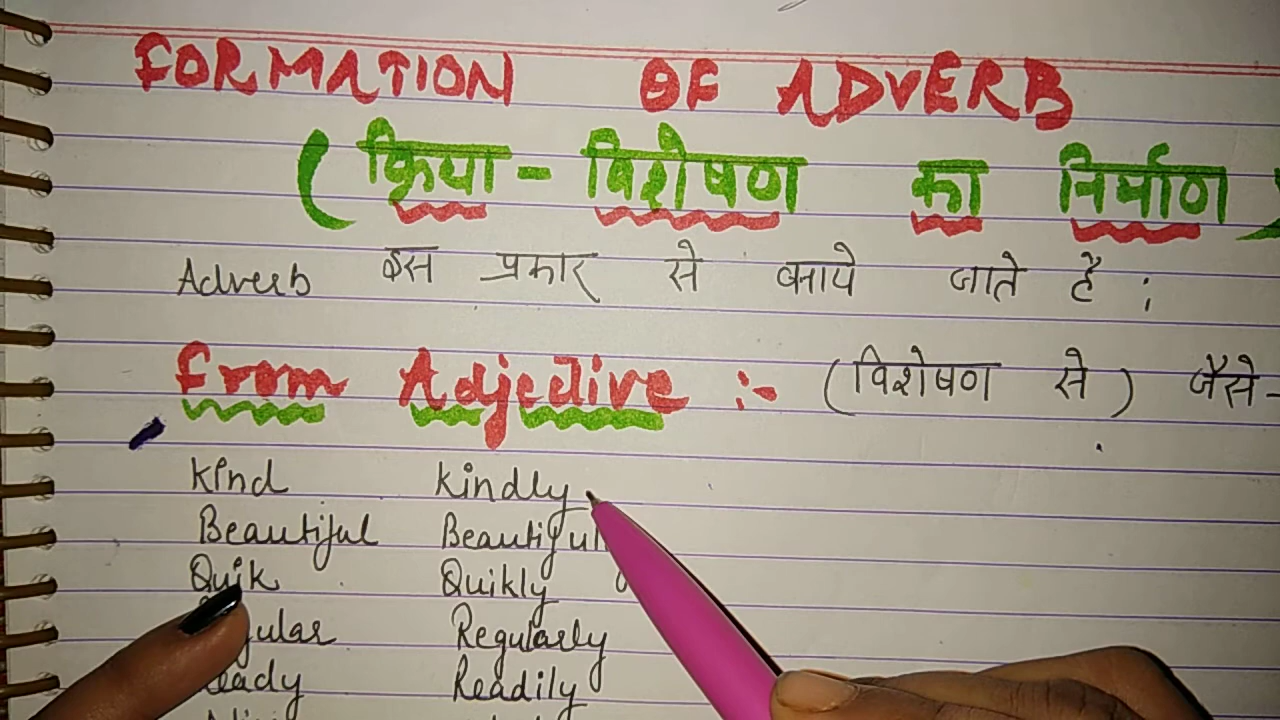 FORMATION OF ADVERB
(क्रिया - विशेषण का निर्माण)
Adverb इस प्रकार से बनाये जाते है :
from Adjective :- (विशेषण से) जैसे-
Kind Kindly
Beautiful
Quik Quikly
Regularly
Readily